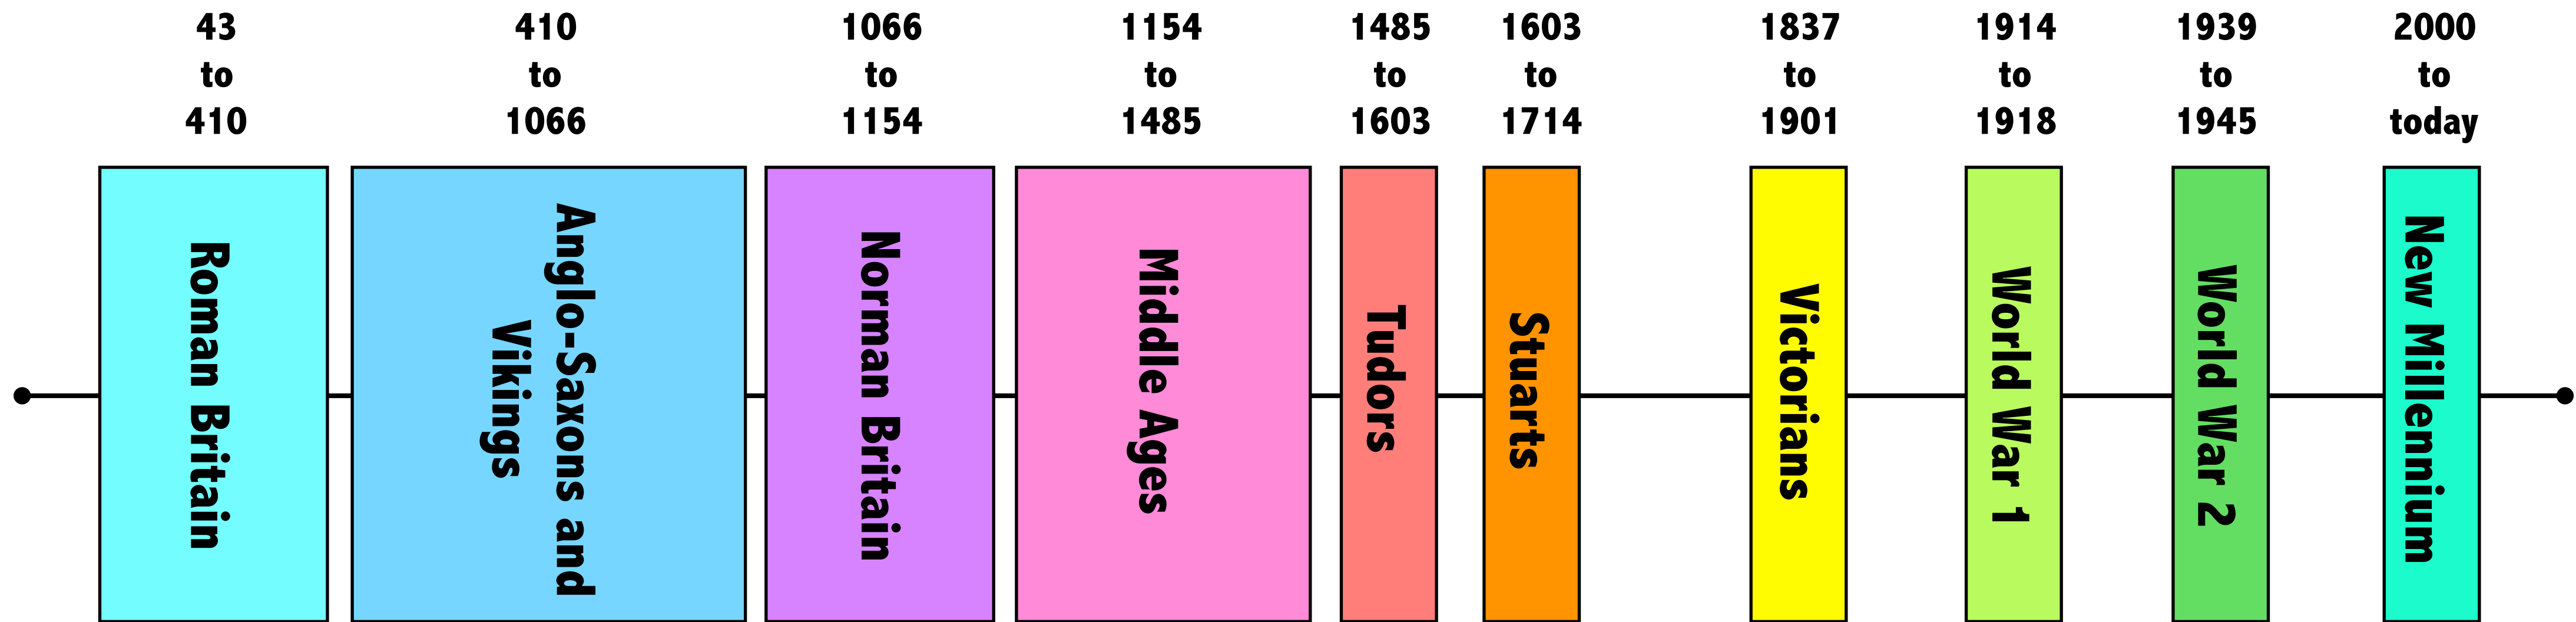 43
to
410
410
to
1066
1066
to
1154
1154
to
1485
1485
to
1603
1603
to
1714
1837
to
1901
1914
to
1918
1939
to
1945
2000
to
today
Roman Britain
Anglo-Saxons and
Vikings
Norman Britain
Middle Ages
Tudors
Stuarts
Victorians
World War 1
World War 2
New Millennium